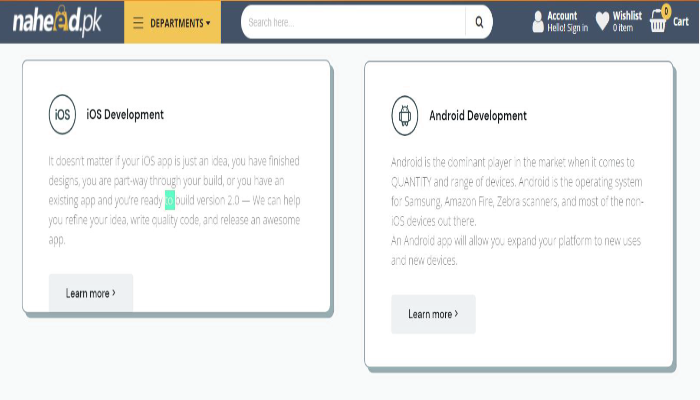 naheed.pk
DEPARTMENTS
Search here...
Account
Hello! Sign in
Wishlist
0 item
0
Cart
iOS
iOS Development
It doesn't matter if your iOS app is just an idea, you have finished
designs, you are part-way through your build, or you have an
existing app and you're ready to build version 2.0 — We can help
you refine your idea, write quality code, and release an awesome
app.
Learn more >
Android Development
Android is the dominant player in the market when it comes to
QUANTITY and range of devices. Android is the operating system
for Samsung, Amazon Fire, Zebra scanners, and most of the non-
iOS devices out there.
An Android app will allow you expand your platform to new uses
and new devices.
Learn more >